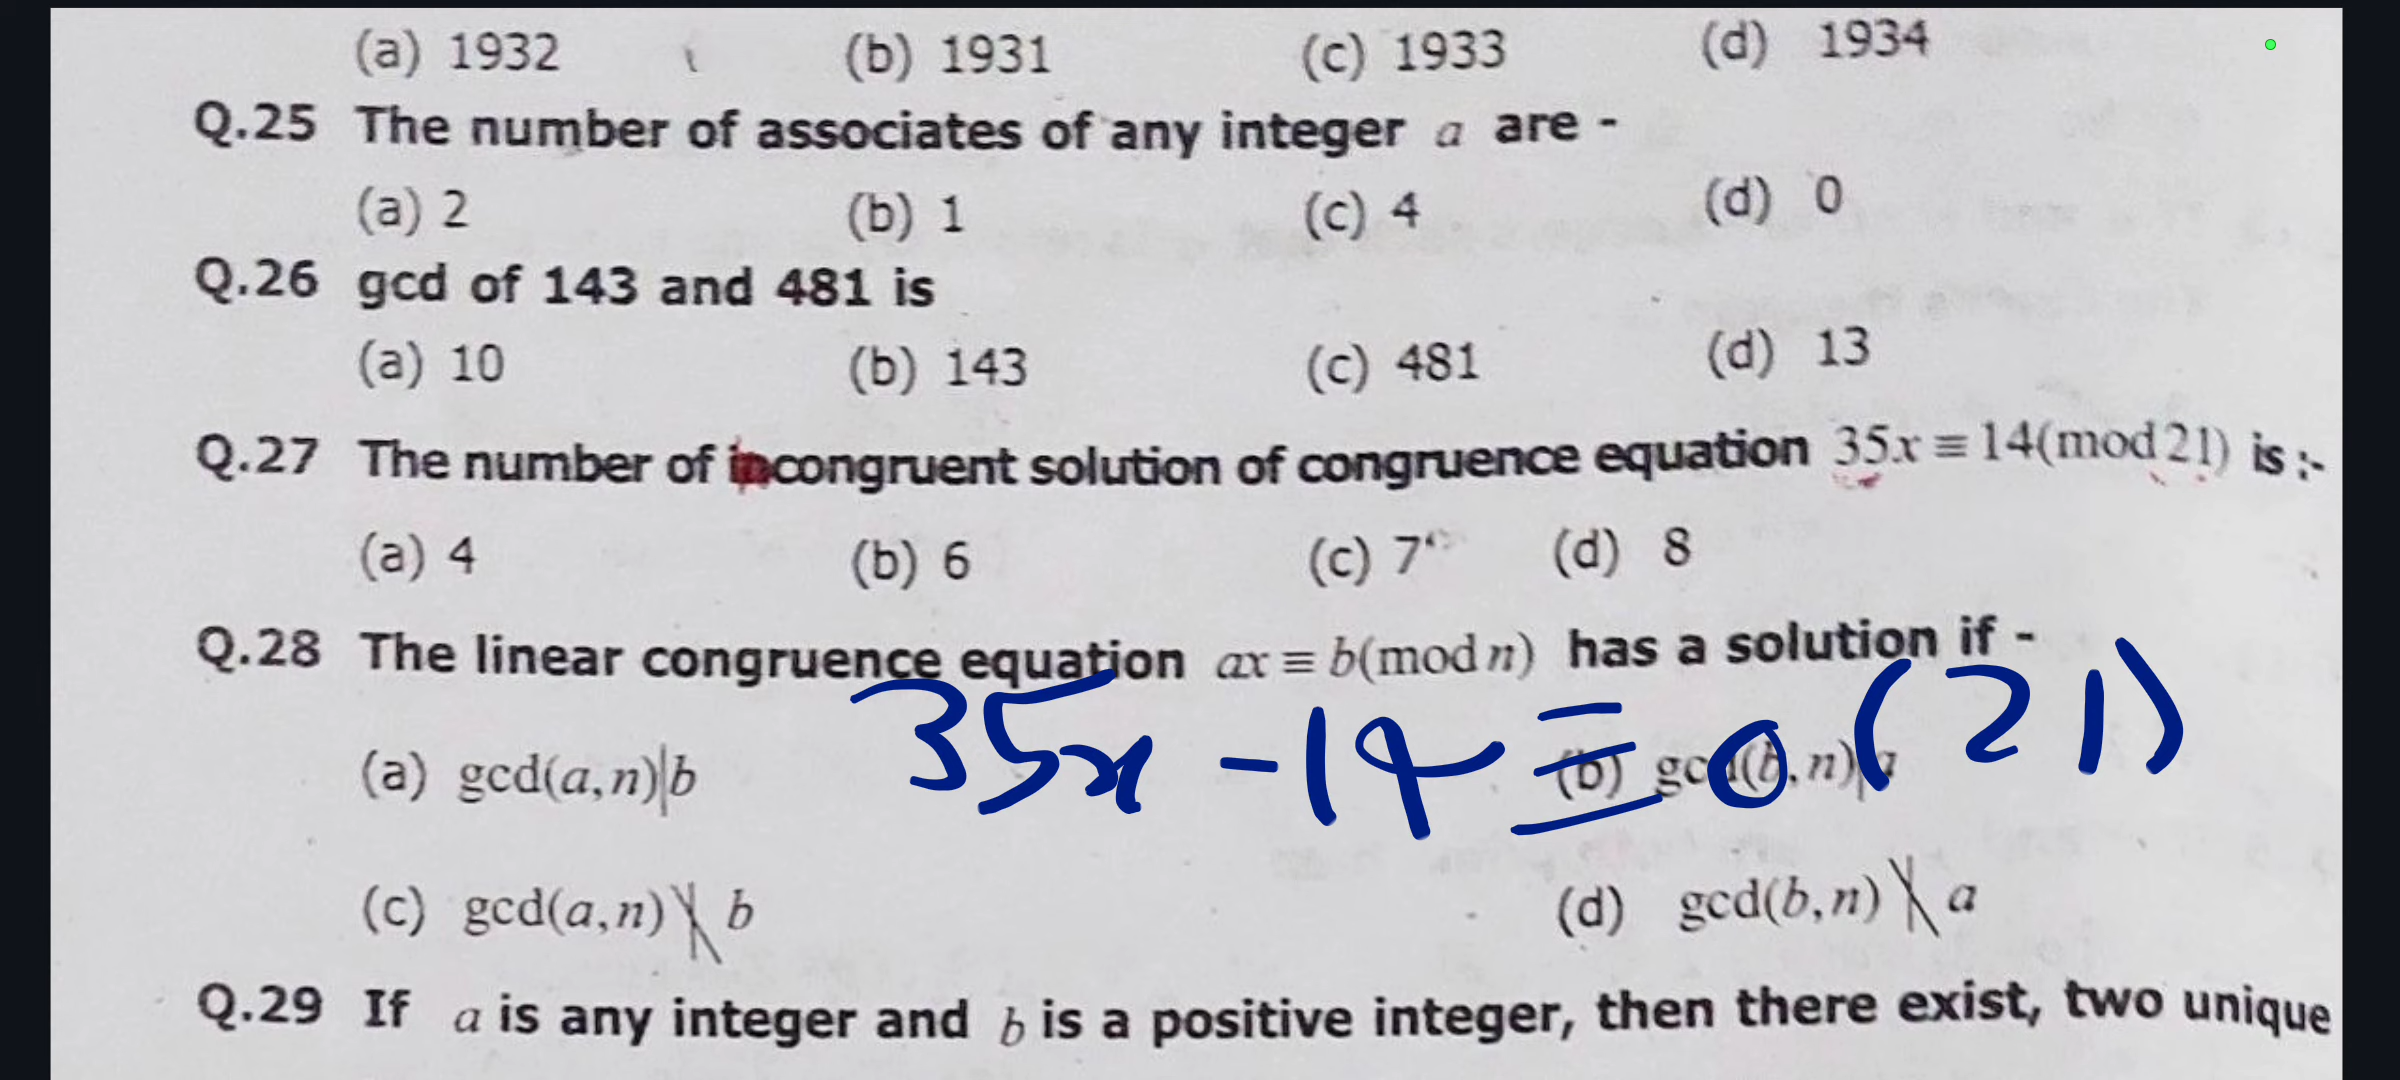 (a) 1932 (b) 1931 (c) 1933 (d) 1934
Q.25 The number of associates of any integer a are -
(a) 2 (b) 1 (c) 4 (d) 0
Q.26 gcd of 143 and 481 is
(a) 10 (b) 143 (c) 481 (d) 13
Q.27 The number of incongruent solution of congruence equation 35x ≡ 14(mod 21) is :-
(a) 4 (b) 6 (c) 7 (d) 8
Q.28 The linear congruence equation ax ≡ b(mod n) has a solution if -
35x - 14 ≡ 0 (21)
(a) gcd(a,n)|b (b) gcd(b,n)|a
(c) gcd(a,n)∤b (d) gcd(b,n)∤a
Q.29 If a is any integer and b is a positive integer, then there exist, two unique